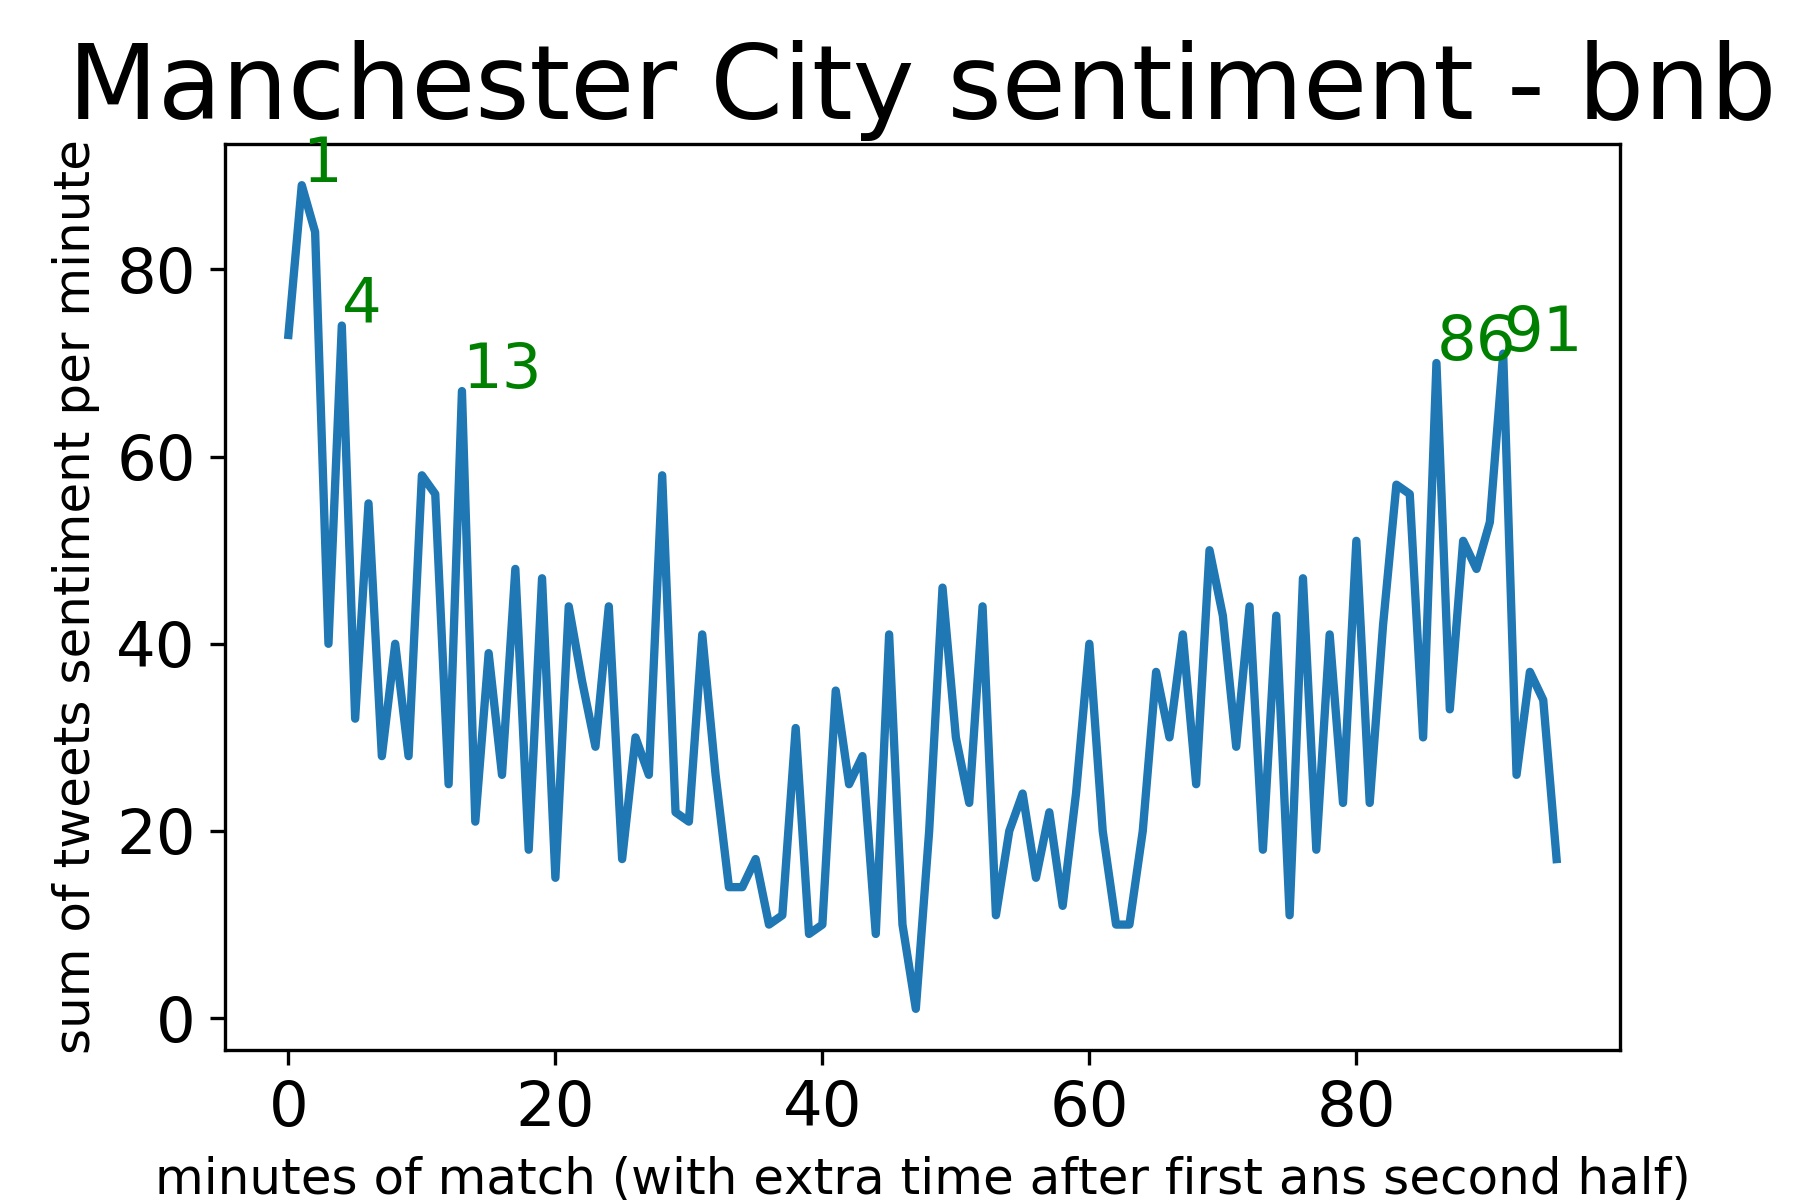 Manchester City sentiment - bnb
sum of tweets sentiment per minute
80
60
40
20
0
1
4
13
86
91
0 20 40 60 80
minutes of match (with extra time after first ans second half)